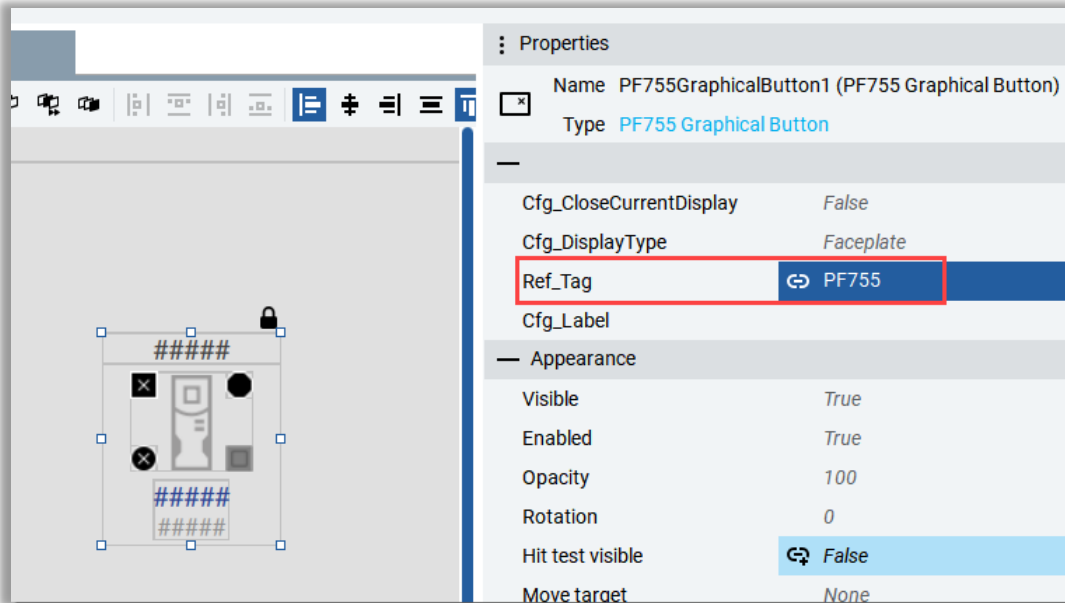 Properties
Name PF755GraphicalButton1 (PF755 Graphical Button)
Type PF755 Graphical Button
Cfg_CloseCurrentDisplay False
Cfg_DisplayType Faceplate
Ref_Tag PF755
Cfg_Label
Appearance
Visible True
Enabled True
Opacity 100
Rotation 0
Hit test visible False
Move target None
#####
#####
#####